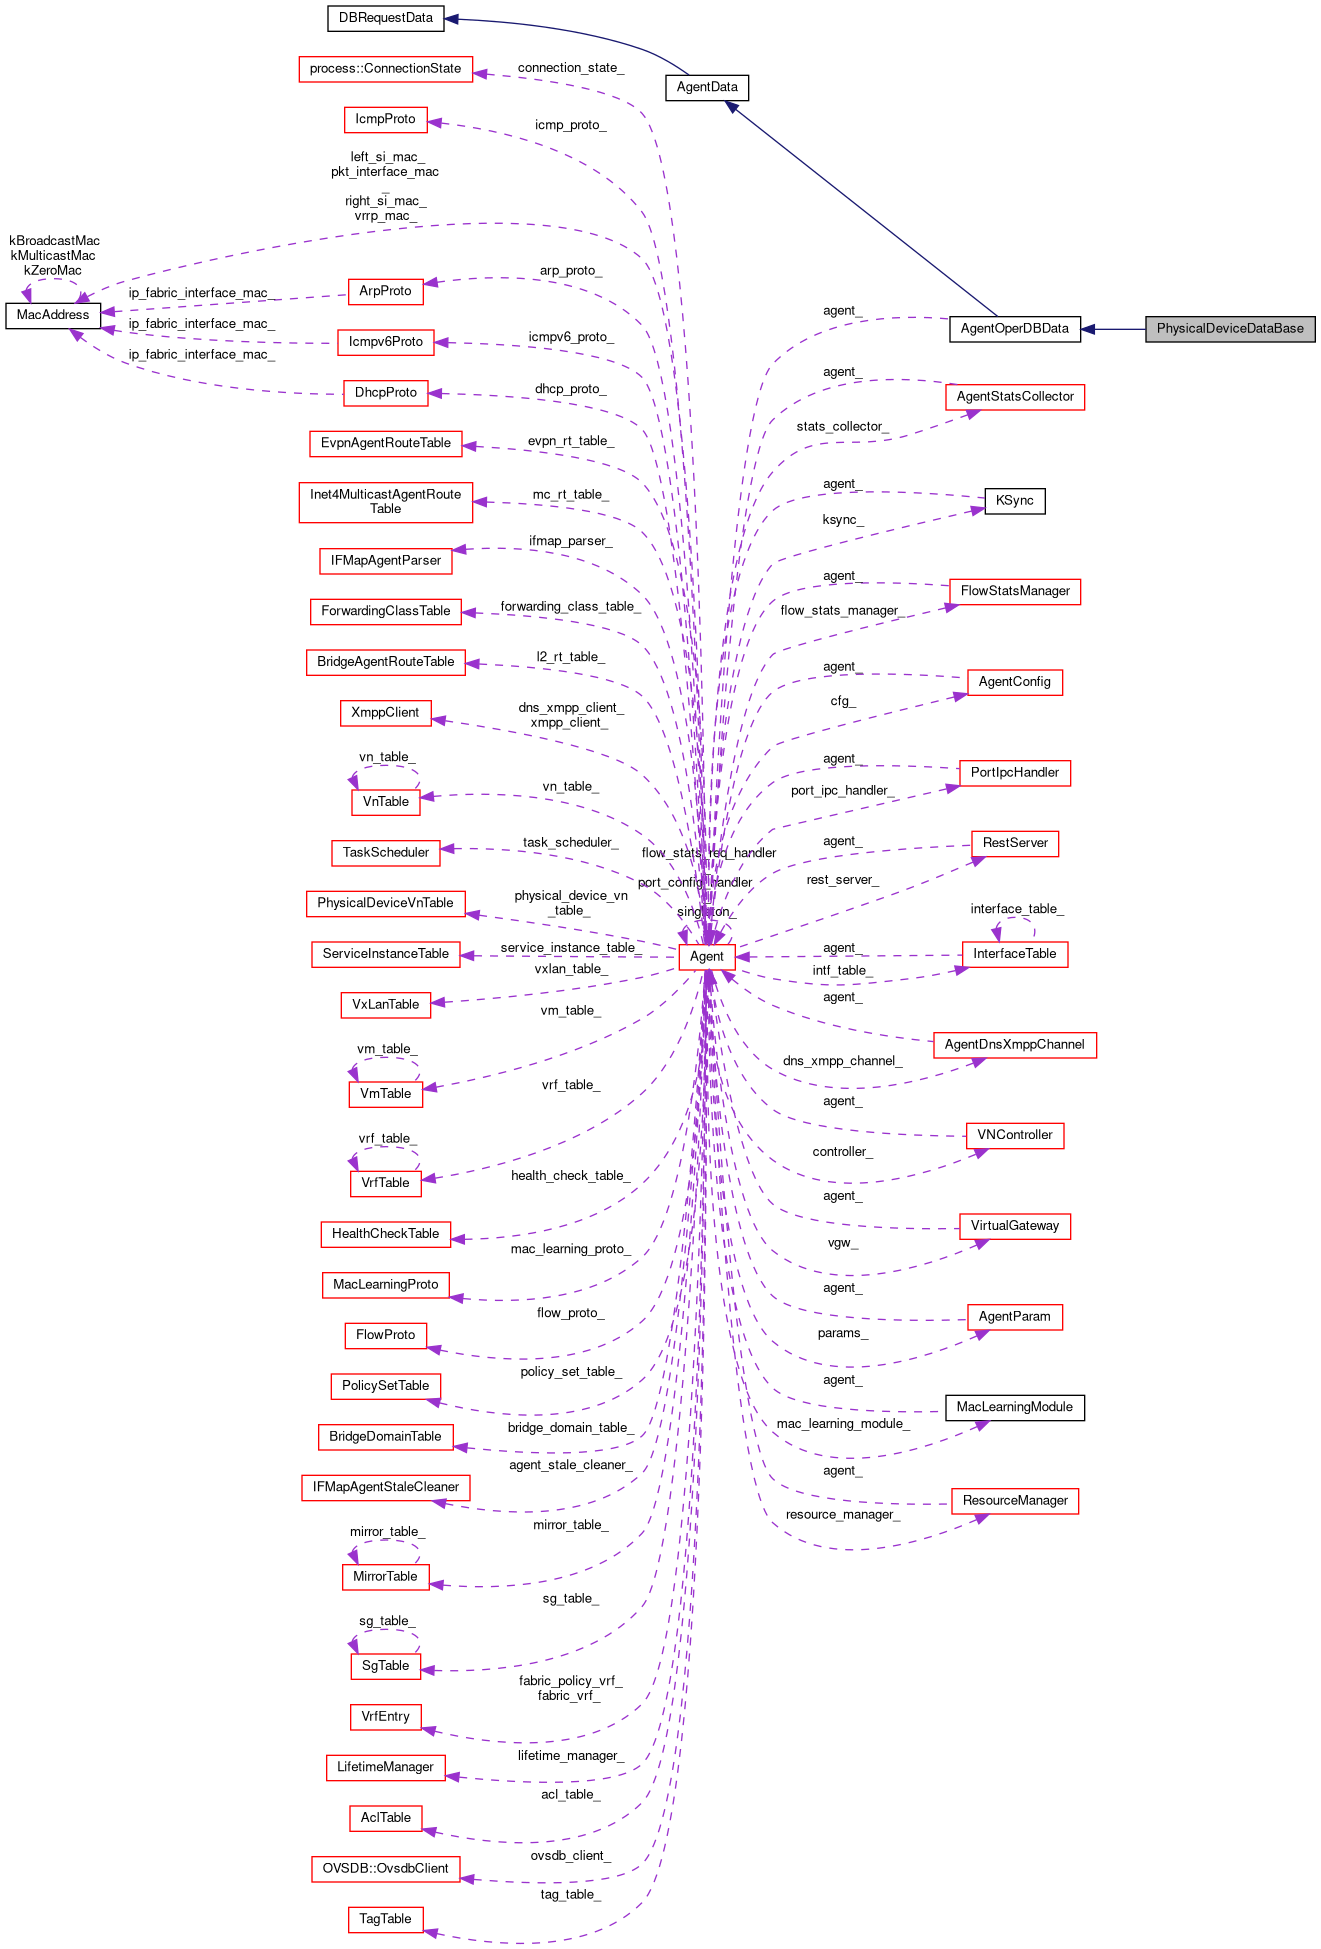 DBRequestData
process::ConnectionState
connection_state_
AgentData
IcmpProto
icmp_proto_
left_si_mac_
pkt_interface_mac
_
right_si_mac_
vrrp_mac_
kBroadcastMac
kMulticastMac
kZeroMac
MacAddress
ip_fabric_interface_mac_
ArpProto
arp_proto_
ip_fabric_interface_mac_
Icmpv6Proto
icmpv6_proto_
ip_fabric_interface_mac_
DhcpProto
dhcp_proto_
agent_
AgentOperDBData
PhysicalDeviceDataBase
agent_
AgentStatsCollector
stats_collector_
EvpnAgentRouteTable
evpn_rt_table_
Inet4MulticastAgentRoute
Table
mc_rt_table_
agent_
KSync
ksync_
IFMapAgentParser
ifmap_parser_
agent_
FlowStatsManager
flow_stats_manager_
ForwardingClassTable
forwarding_class_table_
BridgeAgentRouteTable
l2_rt_table_
agent_
AgentConfig
cfg_
XmppClient
dns_xmpp_client_
xmpp_client_
vn_table_
VnTable
vn_table_
agent_
PortIpcHandler
port_ipc_handler_
TaskScheduler
task_scheduler_
agent_
RestServer
rest_server_
flow_stats_req_handler
_
port_config_handler
_
singleton_
PhysicalDeviceVnTable
physical_device_vn
_table_
ServiceInstanceTable
service_instance_table_
Agent
interface_table_
agent_
InterfaceTable
intf_table_
VxLanTable
vxlan_table_
agent_
AgentDnsXmppChannel
dns_xmpp_channel_
vm_table_
VmTable
vm_table_
agent_
VNController
controller_
vrf_table_
VrfTable
vrf_table_
HealthCheckTable
health_check_table_
agent_
VirtualGateway
vgw_
MacLearningProto
mac_learning_proto_
agent_
AgentParam
params_
FlowProto
flow_proto_
PolicySetTable
policy_set_table_
agent_
MacLearningModule
mac_learning_module_
BridgeDomainTable
bridge_domain_table_
IFMapAgentStaleCleaner
agent_stale_cleaner_
agent_
ResourceManager
resource_manager_
mirror_table_
MirrorTable
mirror_table_
sg_table_
SgTable
sg_table_
VrfEntry
fabric_policy_vrf_
fabric_vrf_
LifetimeManager
lifetime_manager_
AclTable
acl_table_
OVSDB::OvsdbClient
ovsdb_client_
TagTable
tag_table_